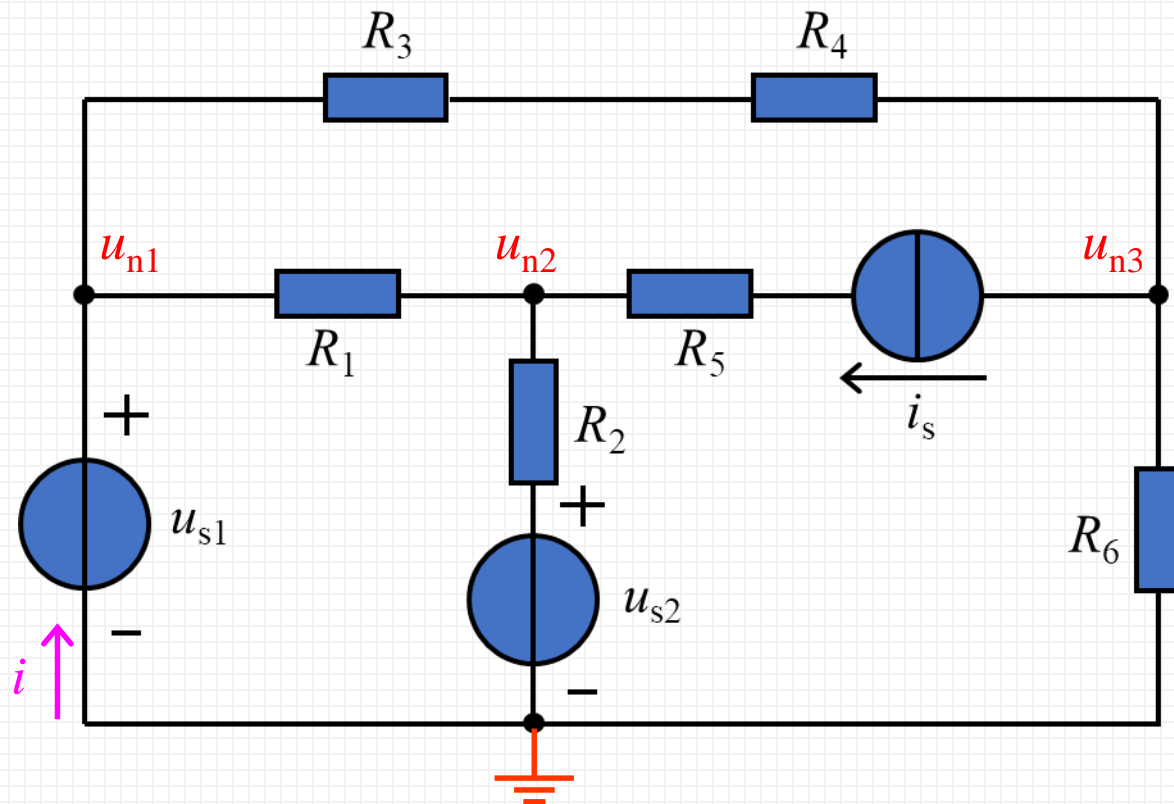 R₃
R₄
uₙ₁
uₙ₂
uₙ₃
R₁
R₅
iₛ
+
R₂
+
uₛ₁
R₆
uₛ₂
−
i
−